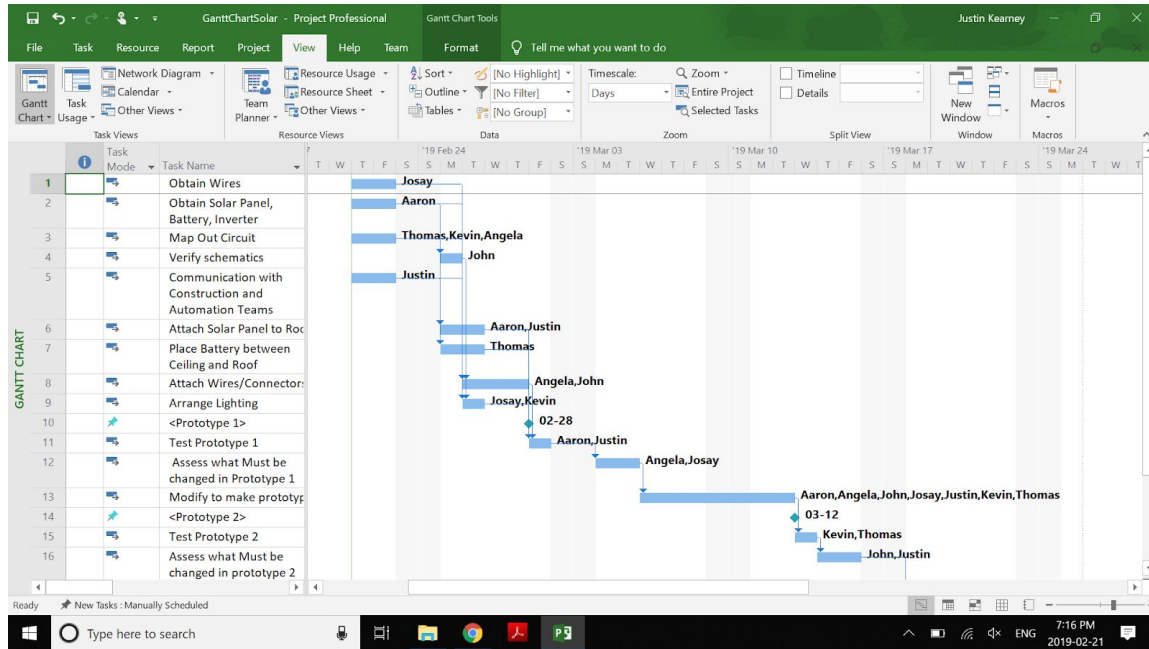 GanttChartSolar - Project Professional
Gantt Chart Tools
Justin Kearney
File Task Resource Report Project View Help Team Format Tell me what you want to do
Gantt Chart
Task Usage
Network Diagram
Calendar
Other Views
Task Views
Team Planner
Resource Usage
Resource Sheet
Other Views
Resource Views
Sort
Outline
Tables
[No Highlight]
[No Filter]
[No Group]
Data
Timescale:
Days
Zoom
Entire Project
Selected Tasks
Zoom
Timeline
Details
Split View
New Window
Window
Macros
Macros
Task Mode
Task Name
'19 Feb 24 '19 Mar 03 '19 Mar 10 '19 Mar 17 '19 Mar 24
T W T F S S M T W T F S S M T W T F S S M T W T F S S M T W T F S S M T W T
1 Obtain Wires Josay
2 Obtain Solar Panel, Aaron
Battery, Inverter
3 Map Out Circuit Thomas,Kevin,Angela
4 Verify schematics John
5 Communication with Justin
Construction and
Automation Teams
6 Attach Solar Panel to Roo Aaron,Justin
7 Place Battery between Thomas
Ceiling and Roof
8 Attach Wires/Connectors Angela,John
9 Arrange Lighting Josay,Kevin
10 <Prototype 1> 02-28
11 Test Prototype 1 Aaron,Justin
12 Assess what Must be Angela,Josay
changed in Prototype 1
13 Modify to make prototyp Aaron,Angela,John,Josay,Justin,Kevin,Thomas
14 <Prototype 2> 03-12
15 Test Prototype 2 Kevin,Thomas
16 Assess what Must be John,Justin
changed in prototype 2
GANTT CHART
Ready New Tasks : Manually Scheduled
Type here to search
ENG
7:16 PM
2019-02-21